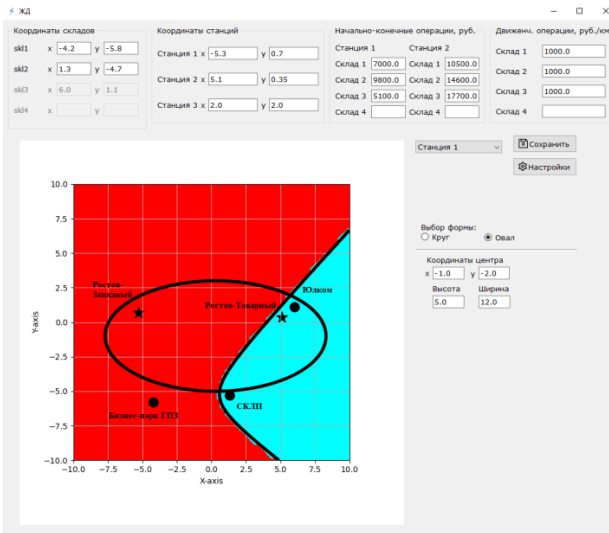 ЖД
Координаты складов
skl1 x -4.2 y -5.8
skl2 x 1.3 y -4.7
skl3 x 6.0 y 1.1
skl4 x y
Координаты станций
Станция 1 x -5.3 y 0.7
Станция 2 x 5.1 y 0.35
Станция 3 x 2.0 y 2.0
Начально-конечные операции, руб.
Станция 1 Станция 2
Склад 1 7000.0 Склад 1 10500.0
Склад 2 9800.0 Склад 2 14600.0
Склад 3 5100.0 Склад 3 17700.0
Склад 4 Склад 4
Движенч. операции, руб./км
Склад 1 1000.0
Склад 2 1000.0
Склад 3 1000.0
Склад 4
Станция 1
Сохранить
Настройки
Выбор формы:
Круг Овал
Координаты центра
x -1.0 y -2.0
Высота Ширина
5.0 12.0
10.0
7.5
5.0
2.5
0.0
−2.5
−5.0
−7.5
−10.0
Y-axis
Ростов-
Западный
Ростов-Товарный
Юлком
СКЛП
Бизнес-парк ГПЗ
−10.0 −7.5 −5.0 −2.5 0.0 2.5 5.0 7.5 10.0
X-axis